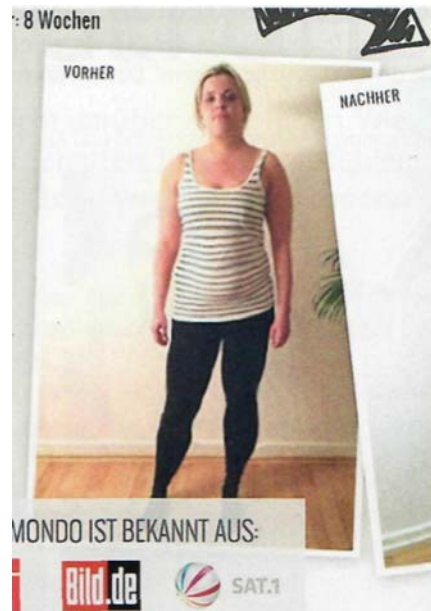 : 8 Wochen
VORHER
NACHHER
MONDO IST BEKANNT AUS:
Bild.de
SAT.1